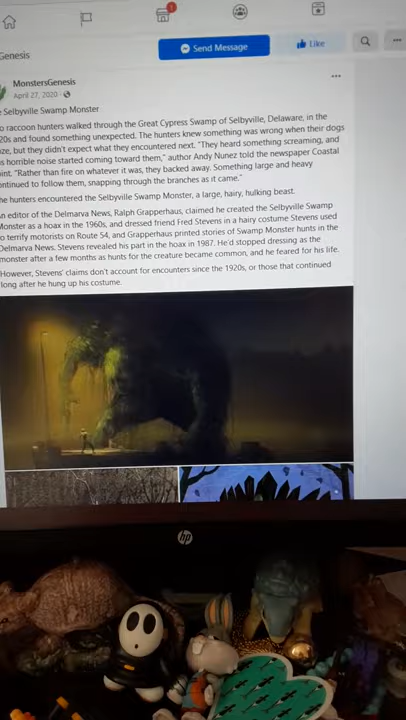 1
Genesis
Send Message
Like
MonstersGenesis
April 27, 2020
Selbyville Swamp Monster
raccoon hunters walked through the Great Cypress Swamp of Selbyville, Delaware, in the
20s and found something unexpected. The hunters knew something was wrong when their dogs
but they didn't expect what they encountered next. "They heard something screaming, and
horrible noise started coming toward them," author Andy Nunez told the newspaper Coastal
"Rather than fire on whatever it was, they backed away. Something large and heavy
continued to follow them, snapping through the branches as it came."
he hunters encountered the Selbyville Swamp Monster, a large, hairy, hulking beast.
n editor of the Delmarva News, Ralph Grapperhaus, claimed he created the Selbyville Swamp
Monster as a hoax in the 1960s, and dressed friend Fred Stevens in a hairy costume Stevens used
o terrify motorists on Route 54, and Grapperhaus printed stories of Swamp Monster hunts in the
Delmarva News. Stevens revealed his part in the hoax in 1987. He'd stopped dressing as the
monster after a few months as hunts for the creature became common, and he feared for his life.
However, Stevens' claims don't account for encounters since the 1920s, or those that continued
long after he hung up his costume.
hp